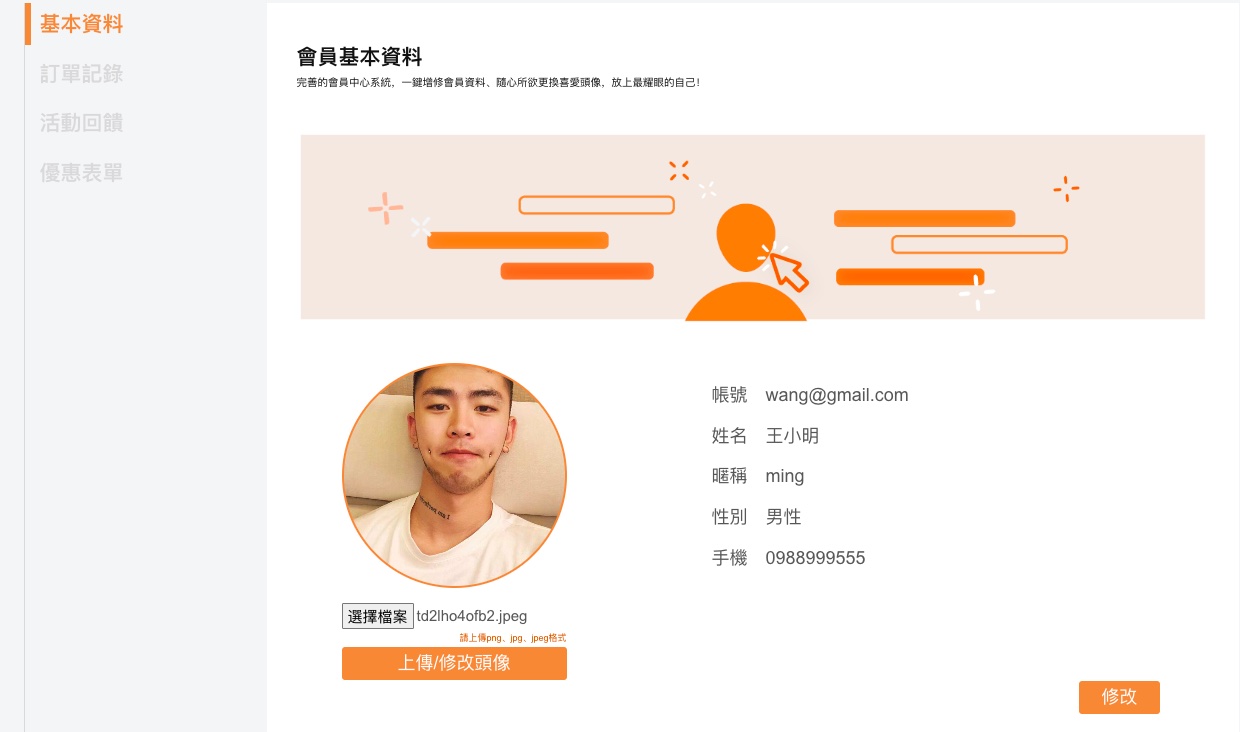 基本資料
訂單記錄
活動回饋
優惠表單
會員基本資料
完善的會員中心系統，一鍵增修會員資料、隨心所欲更換喜愛頭像，放上最耀眼的自己！
帳號 wang@gmail.com
姓名 王小明
暱稱 ming
性別 男性
手機 0988999555
選擇檔案 td2lho4ofb2.jpeg
請上傳png、jpg、jpeg格式
上傳/修改頭像
修改